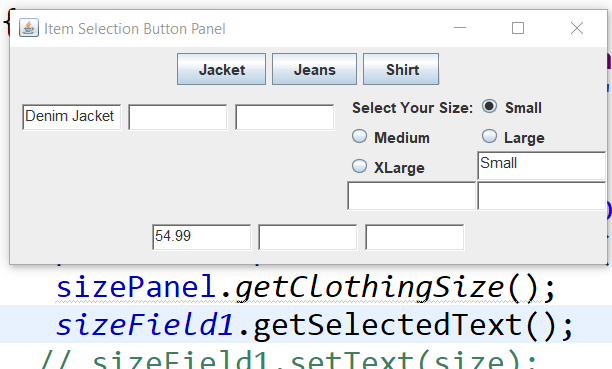 {
Item Selection Button Panel
Jacket Jeans Shirt
Denim Jacket
Select Your Size: Small
Medium Large
XLarge
Small
54.99
sizePanel.getClothingSize();
sizeField1.getSelectedText();
// sizeField1.setText(size);